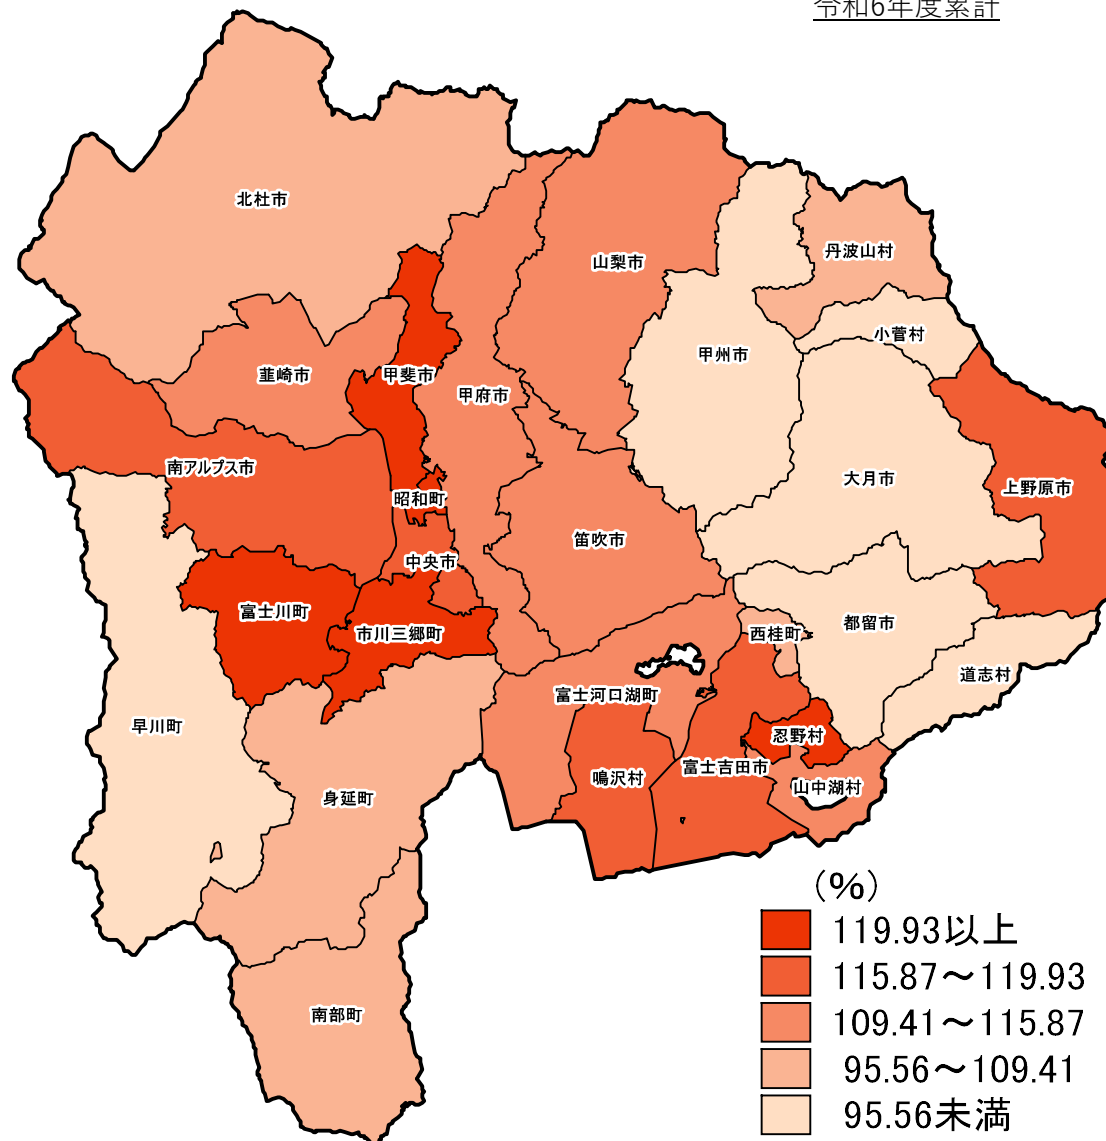 令和6年度累計
北杜市
丹波山村
山梨市
小菅村
甲州市
韮崎市
甲斐市
甲府市
南アルプス市
大月市
上野原市
昭和町
笛吹市
中央市
富士川町
市川三郷町
西桂町
都留市
道志村
富士河口湖町
早川町
忍野村
富士吉田市
鳴沢村
山中湖村
身延町
南部町
(%)
119.93以上
115.87～119.93
109.41～115.87
95.56～109.41
95.56未満